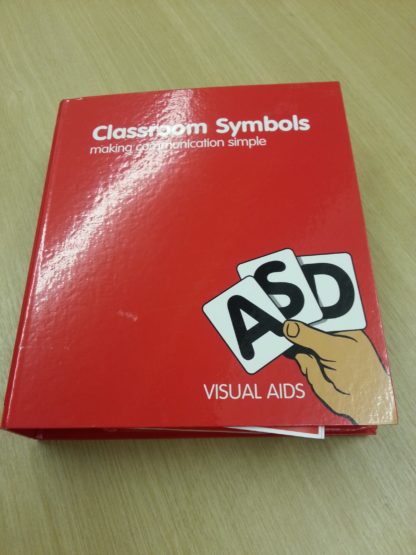 Classroom Symbols
making communication simple
ASD
VISUAL AIDS